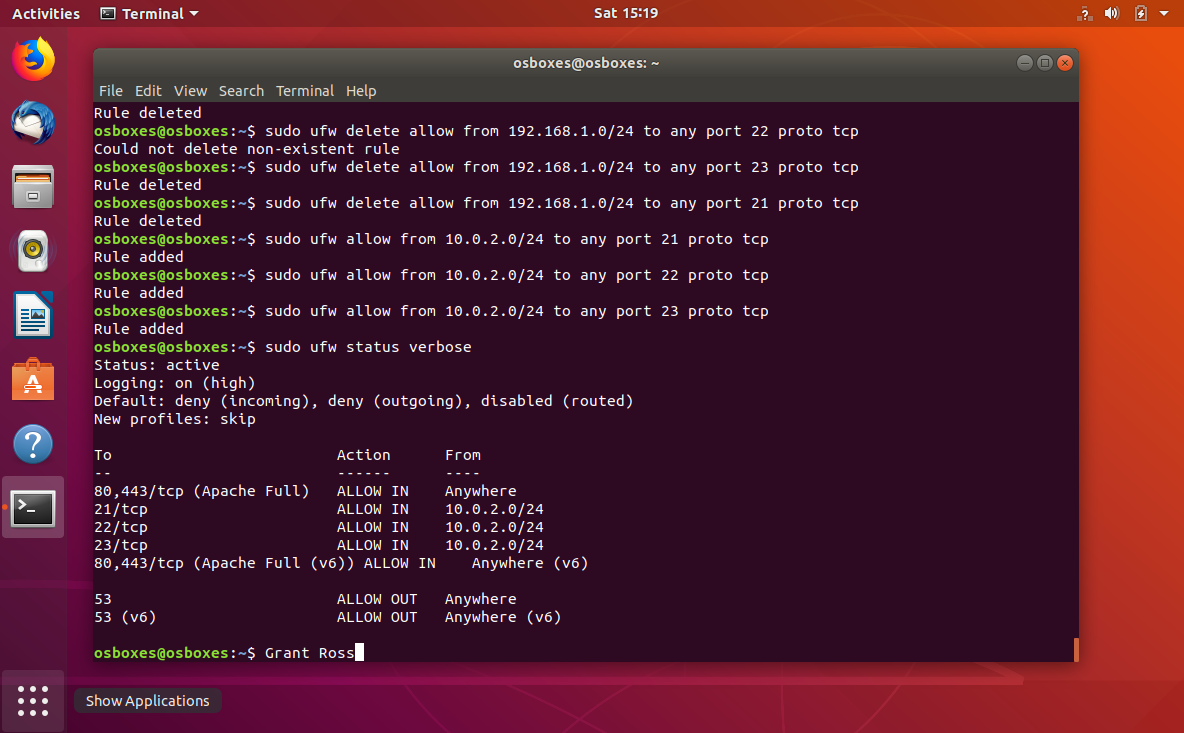 Activities Terminal Sat 15:19
osboxes@osboxes: ~
File Edit View Search Terminal Help
Rule deleted
osboxes@osboxes:~$ sudo ufw delete allow from 192.168.1.0/24 to any port 22 proto tcp
Could not delete non-existent rule
osboxes@osboxes:~$ sudo ufw delete allow from 192.168.1.0/24 to any port 23 proto tcp
Rule deleted
osboxes@osboxes:~$ sudo ufw delete allow from 192.168.1.0/24 to any port 21 proto tcp
Rule deleted
osboxes@osboxes:~$ sudo ufw allow from 10.0.2.0/24 to any port 21 proto tcp
Rule added
osboxes@osboxes:~$ sudo ufw allow from 10.0.2.0/24 to any port 22 proto tcp
Rule added
osboxes@osboxes:~$ sudo ufw allow from 10.0.2.0/24 to any port 23 proto tcp
Rule added
osboxes@osboxes:~$ sudo ufw status verbose
Status: active
Logging: on (high)
Default: deny (incoming), deny (outgoing), disabled (routed)
New profiles: skip
To                         Action      From
--                         ------      ----
80,443/tcp (Apache Full)   ALLOW IN    Anywhere
21/tcp                     ALLOW IN    10.0.2.0/24
22/tcp                     ALLOW IN    10.0.2.0/24
23/tcp                     ALLOW IN    10.0.2.0/24
80,443/tcp (Apache Full (v6)) ALLOW IN    Anywhere (v6)
53                         ALLOW OUT   Anywhere
53 (v6)                    ALLOW OUT   Anywhere (v6)
osboxes@osboxes:~$ Grant Ross
Show Applications